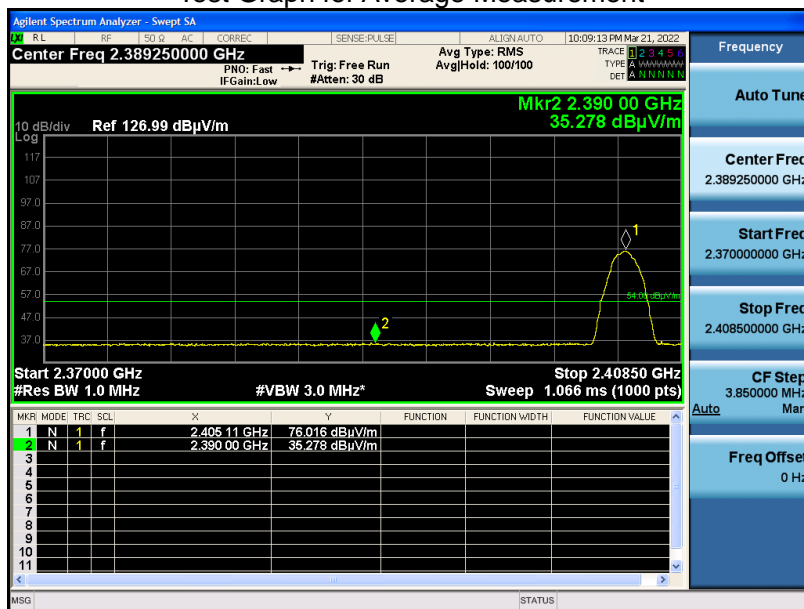 Test Graph for Average Measurement
Agilent Spectrum Analyzer - Swept SA
LXI RL RF 50 Ω AC CORREC SENSE:PULSE ALIGN AUTO 10:09:13 PM Mar 21, 2022
Center Freq 2.389250000 GHz
PNO: Fast
IFGain:Low
Trig: Free Run
#Atten: 30 dB
Avg Type: RMS
Avg|Hold: 100/100
TRACE 1 2 3 4 5 6
TYPE A WWWWW
DET A N N N N N
Mkr2 2.390 00 GHz
35.278 dBµV/m
10 dB/div Ref 126.99 dBµV/m
Log
117
107
97.0
87.0
77.0
67.0
57.0
47.0
37.0
1
2
54.00 dBµV/m
Start 2.37000 GHz
Stop 2.40850 GHz
#Res BW 1.0 MHz
#VBW 3.0 MHz*
Sweep 1.066 ms (1000 pts)
MKR MODE TRC SCL X Y FUNCTION FUNCTION WIDTH FUNCTION VALUE
1 N 1 f 2.405 11 GHz 76.016 dBµV/m
2 N 1 f 2.390 00 GHz 35.278 dBµV/m
3
4
5
6
7
8
9
10
11
MSG
STATUS
Frequency
Auto Tune
Center Freq
2.389250000 GHz
Start Freq
2.370000000 GHz
Stop Freq
2.408500000 GHz
CF Step
3.850000 MHz
Auto Man
Freq Offset
0 Hz